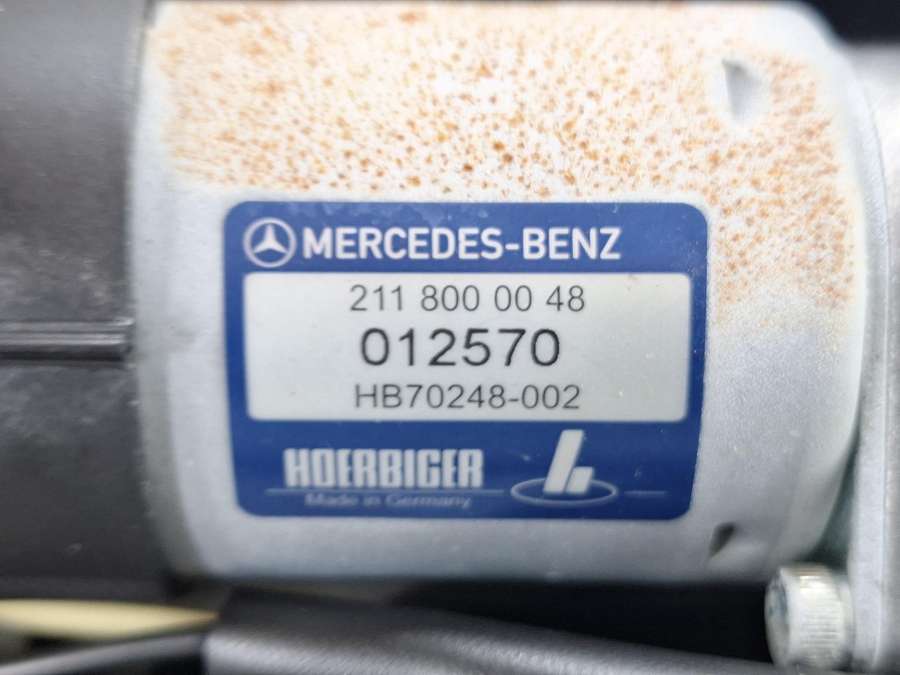 MERCEDES-BENZ
211 800 00 48
012570
HB70248-002
HOERBIGER
Made in Germany